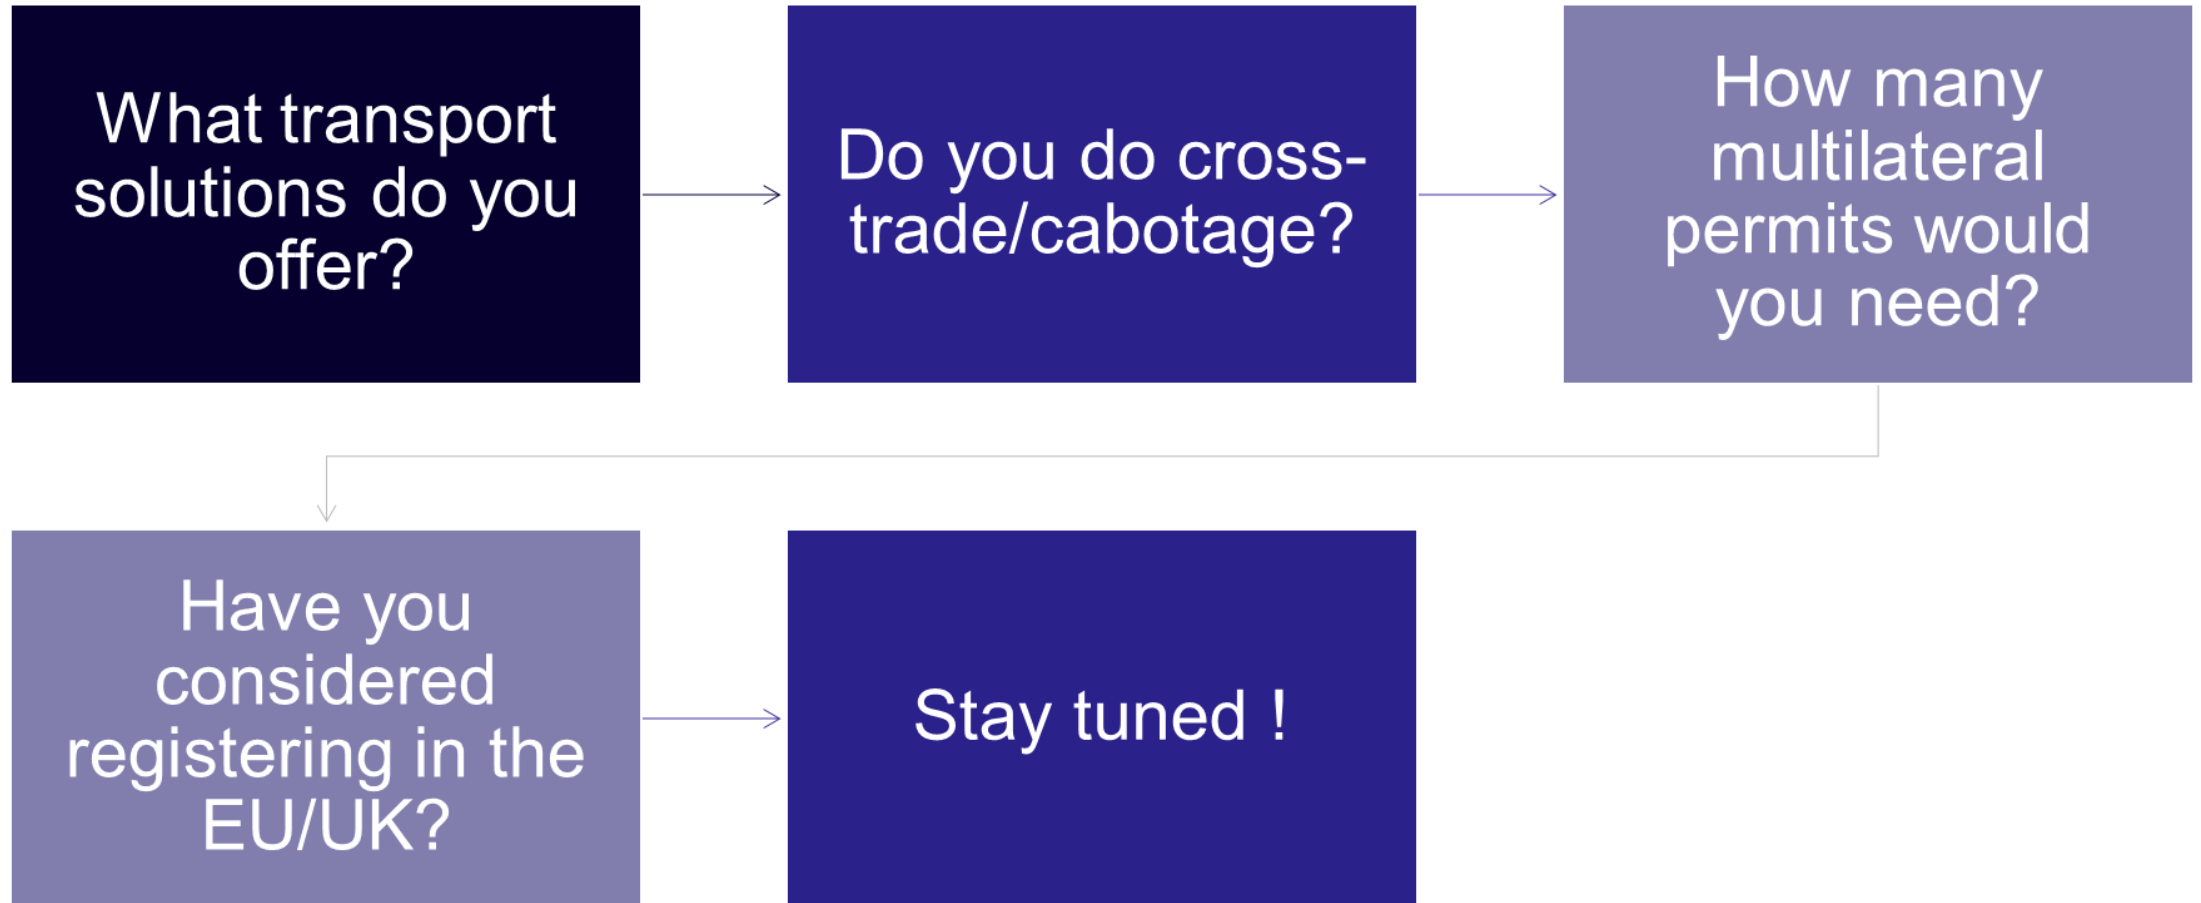 What transport
solutions do you
offer?
Do you do cross-
trade/cabotage?
How many
multilateral
permits would
you need?
Have you
considered
registering in the
EU/UK?
Stay tuned !